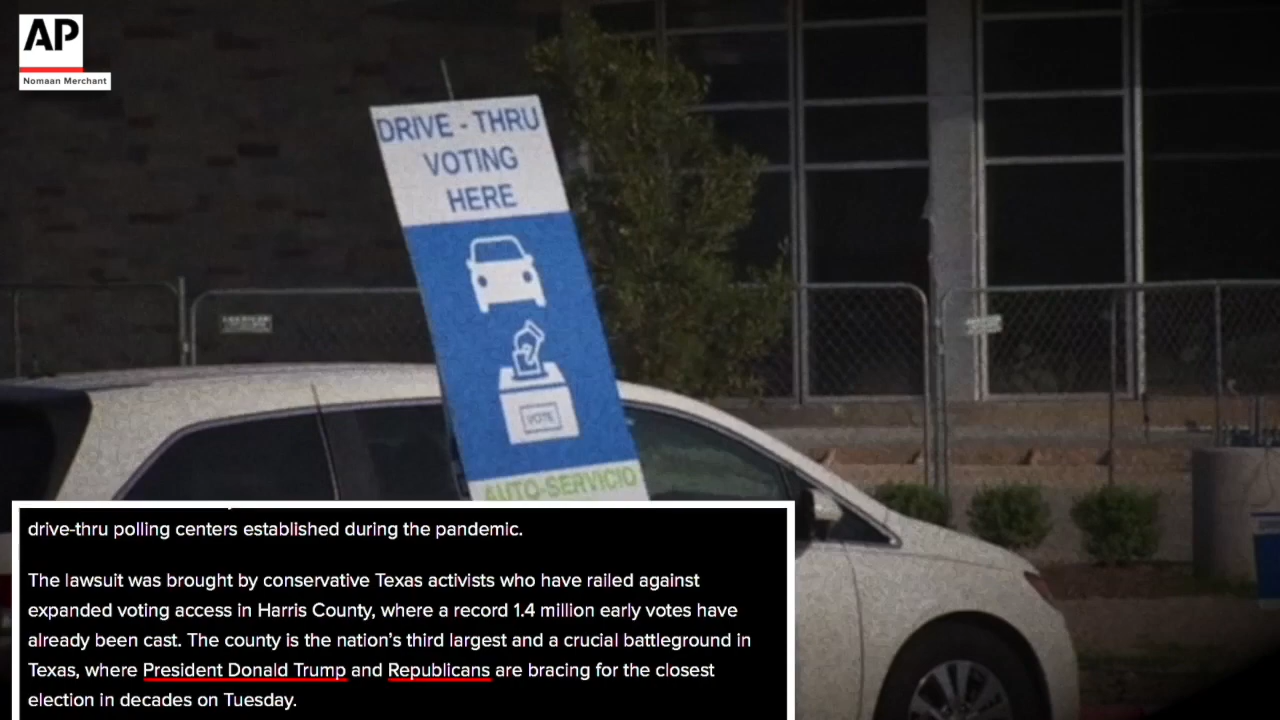 AP
Nomaan Merchant
DRIVE - THRU
VOTING
HERE
VOTE
AUTO-SERVICIO
drive-thru polling centers established during the pandemic.
The lawsuit was brought by conservative Texas activists who have railed against
expanded voting access in Harris County, where a record 1.4 million early votes have
already been cast. The county is the nation's third largest and a crucial battleground in
Texas, where President Donald Trump and Republicans are bracing for the closest
election in decades on Tuesday.